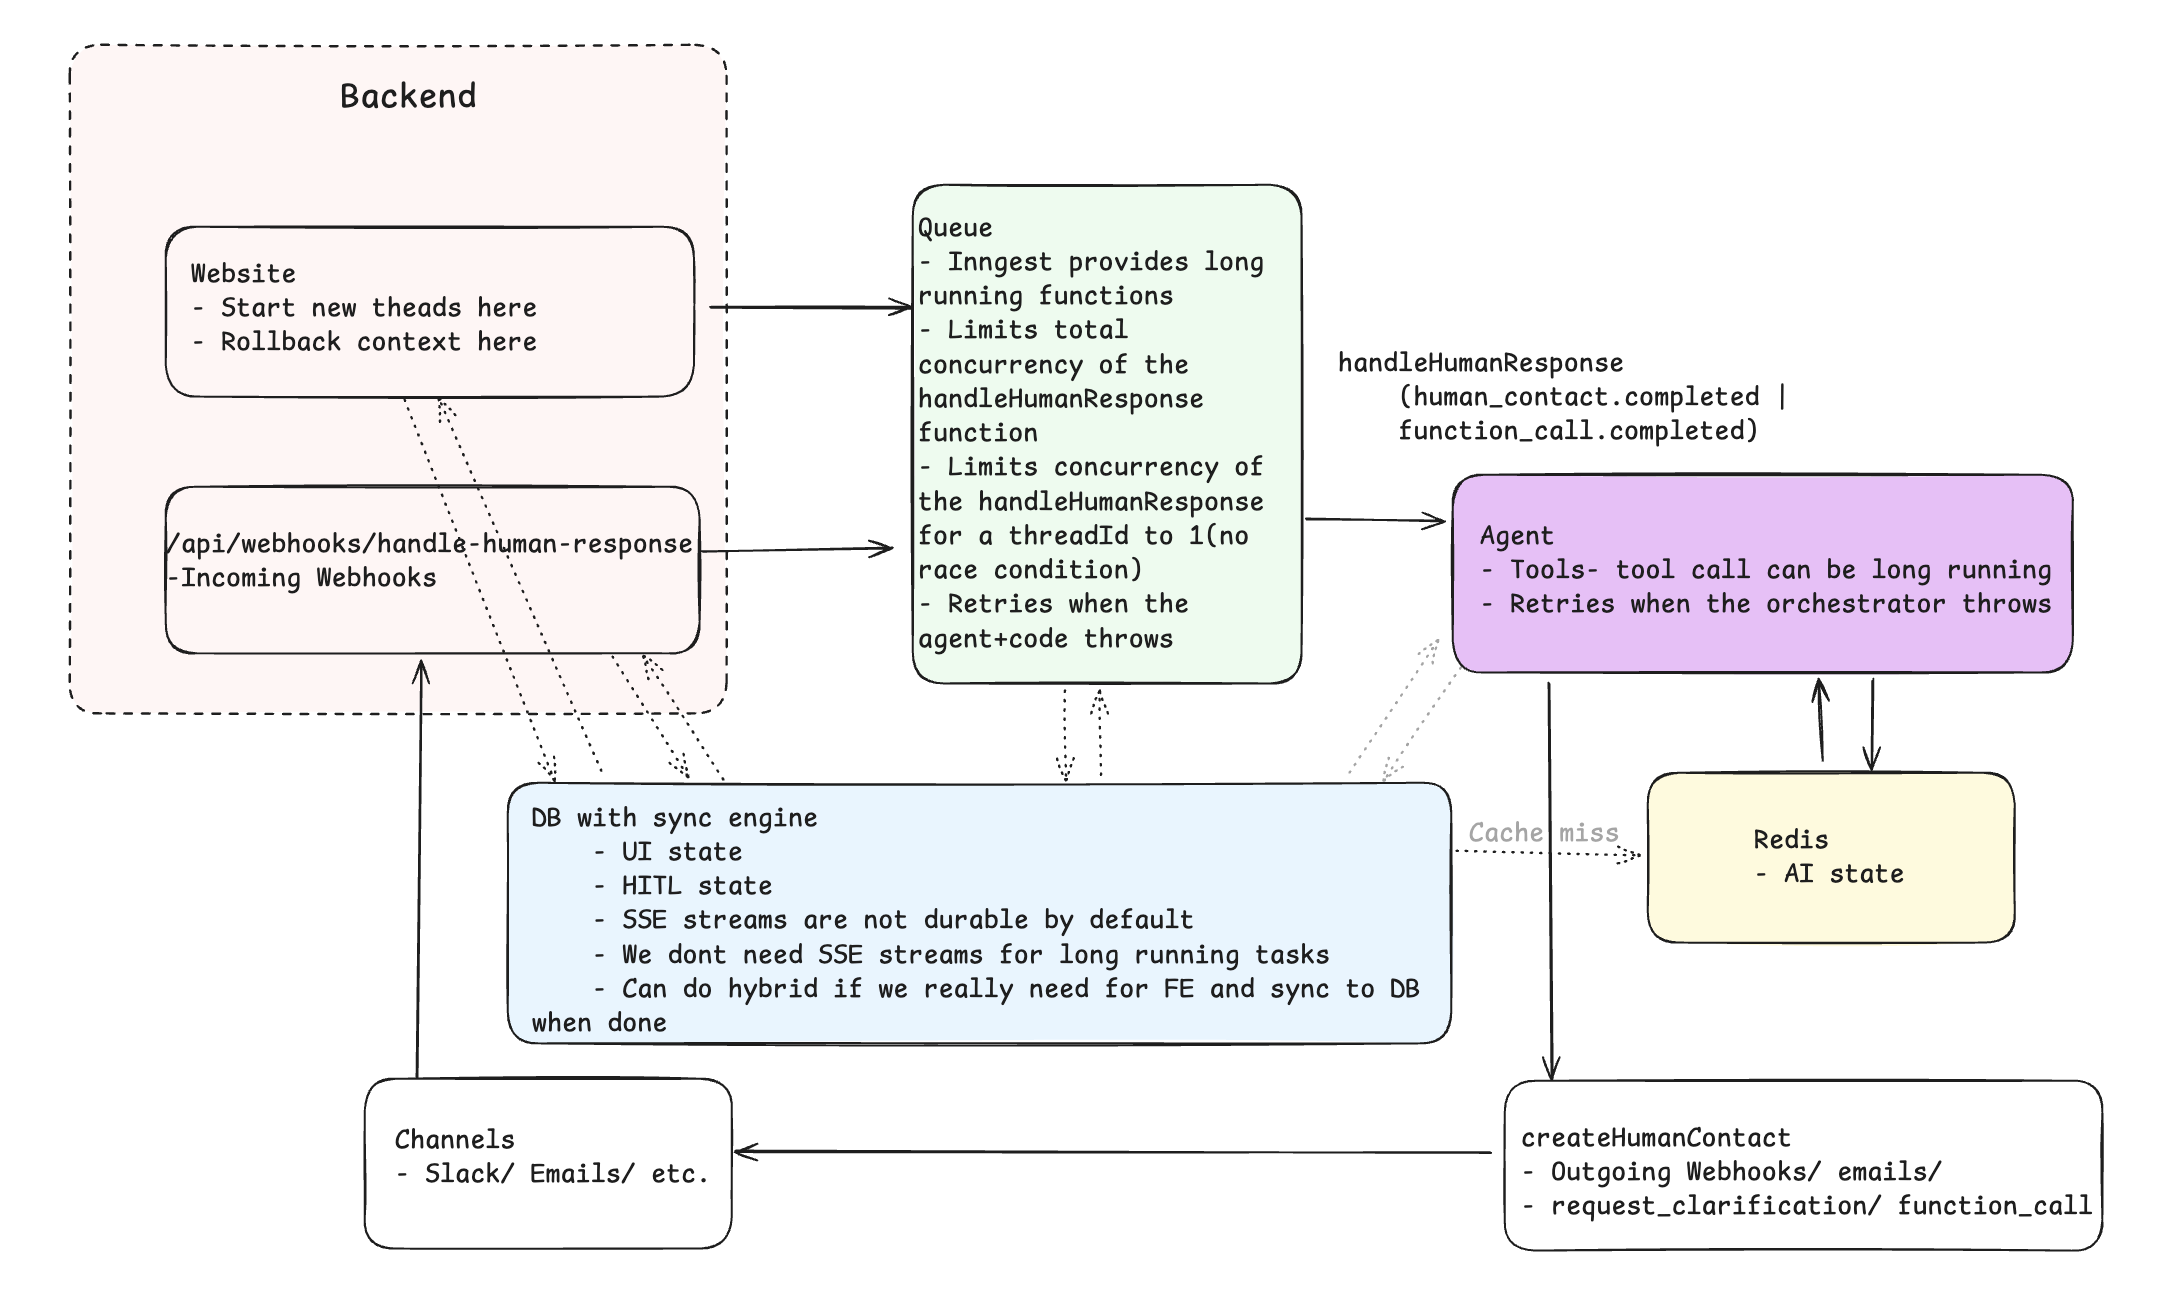 Backend
Website
- Start new theads here
- Rollback context here
/api/webhooks/handle-human-response
-Incoming Webhooks
Queue
- Inngest provides long
running functions
- Limits total
concurrency of the
handleHumanResponse
function
- Limits concurrency of
the handleHumanResponse
for a threadId to 1(no
race condition)
- Retries when the
agent+code throws
handleHumanResponse
(human_contact.completed |
function_call.completed)
Agent
- Tools- tool call can be long running
- Retries when the orchestrator throws
DB with sync engine
- UI state
- HITL state
- SSE streams are not durable by default
- We dont need SSE streams for long running tasks
- Can do hybrid if we really need for FE and sync to DB
when done
Cache miss
Redis
- AI state
Channels
- Slack/ Emails/ etc.
createHumanContact
- Outgoing Webhooks/ emails/
- request_clarification/ function_call